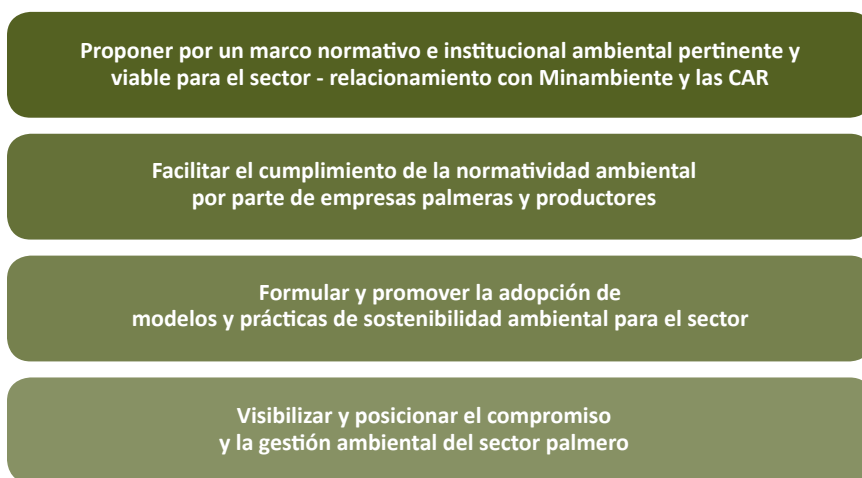 Proponer por un marco normativo e institucional ambiental pertinente y
viable para el sector - relacionamiento con Minambiente y las CAR
Facilitar el cumplimiento de la normatividad ambiental
por parte de empresas palmeras y productores
Formular y promover la adopción de
modelos y prácticas de sostenibilidad ambiental para el sector
Visibilizar y posicionar el compromiso
y la gestión ambiental del sector palmero